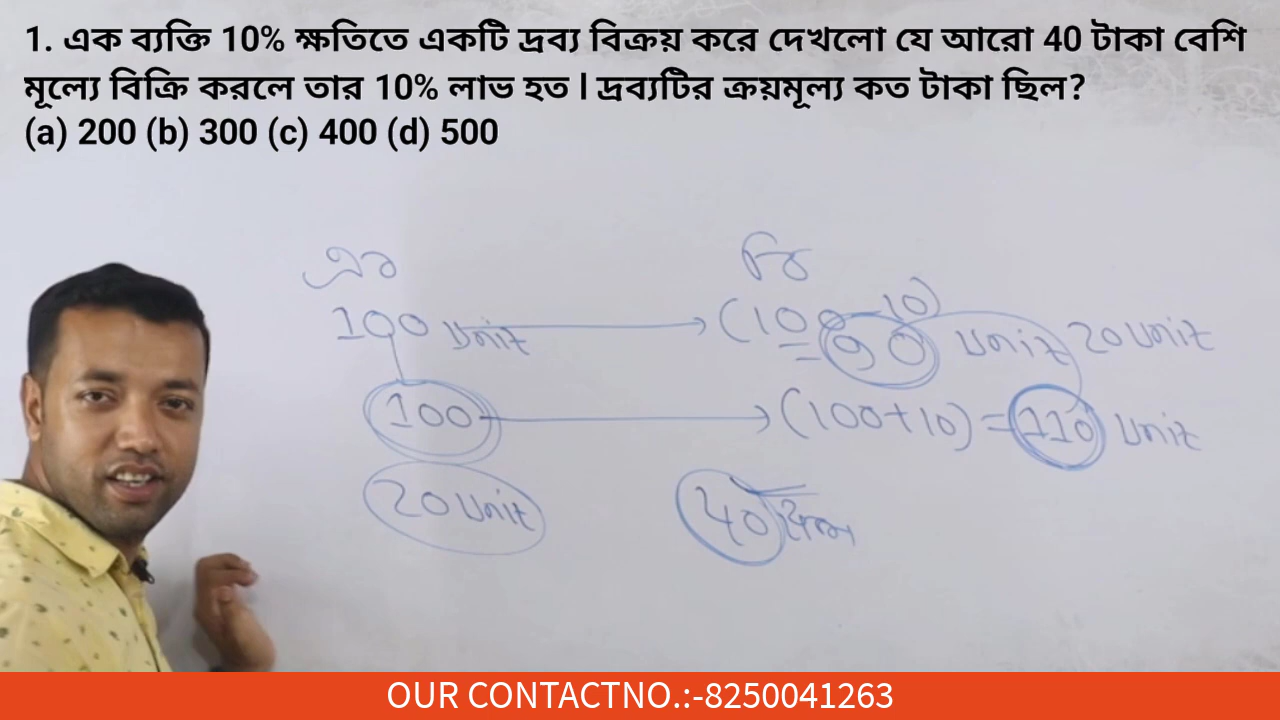 1. এক ব্যক্তি 10% ক্ষতিতে একটি দ্রব্য বিক্রয় করে দেখলো যে আরো 40 টাকা বেশি
মূল্যে বিক্রি করলে তার 10% লাভ হত । দ্রব্যটির ক্রয়মূল্য কত টাকা ছিল?
(a) 200 (b) 300 (c) 400 (d) 500
100 Unit (100-10)
90 Unit 20 Unit
100 (100+10) = 110 Unit
20 Unit 40
OUR CONTACTNO.:-8250041263